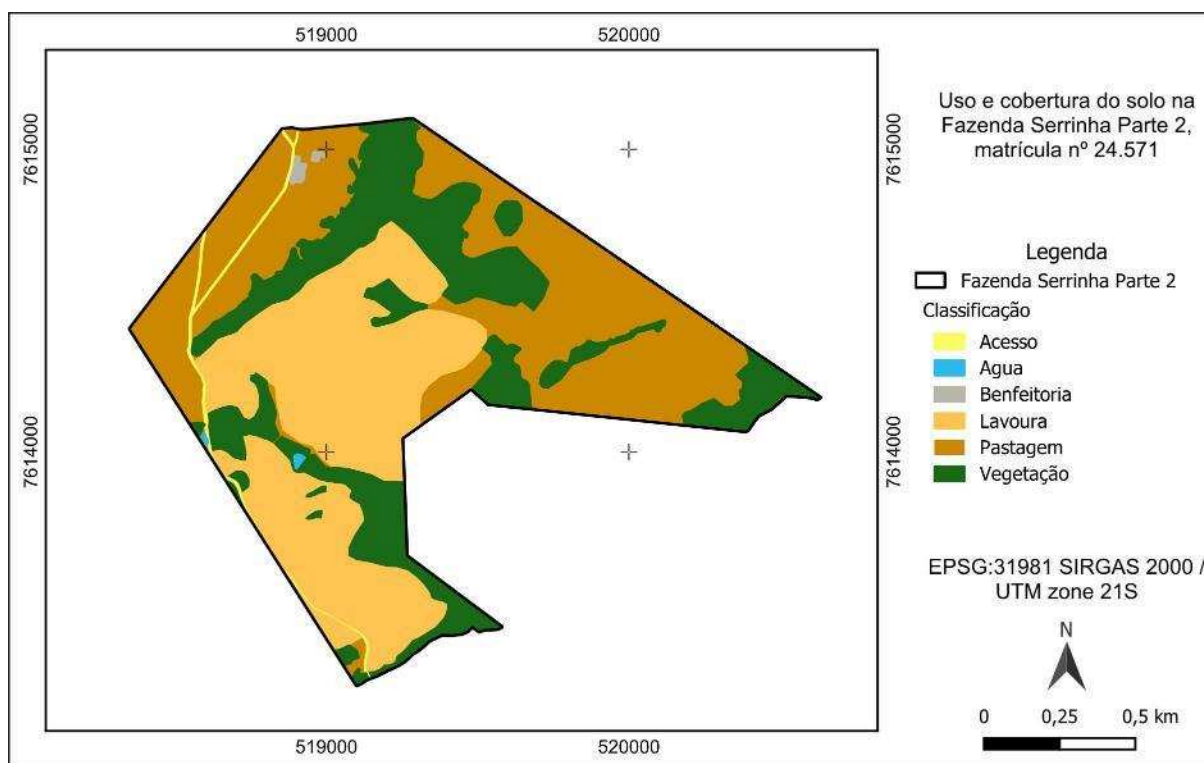 519000
520000
7615000
7615000
7614000
7614000
519000
520000
Uso e cobertura do solo na
Fazenda Serrinha Parte 2,
matrícula nº 24.571
Legenda
Fazenda Serrinha Parte 2
Classificação
Acesso
Agua
Benfeitoria
Lavoura
Pastagem
Vegetação
EPSG:31981 SIRGAS 2000 /
UTM zone 21S
N
0 0,25 0,5 km